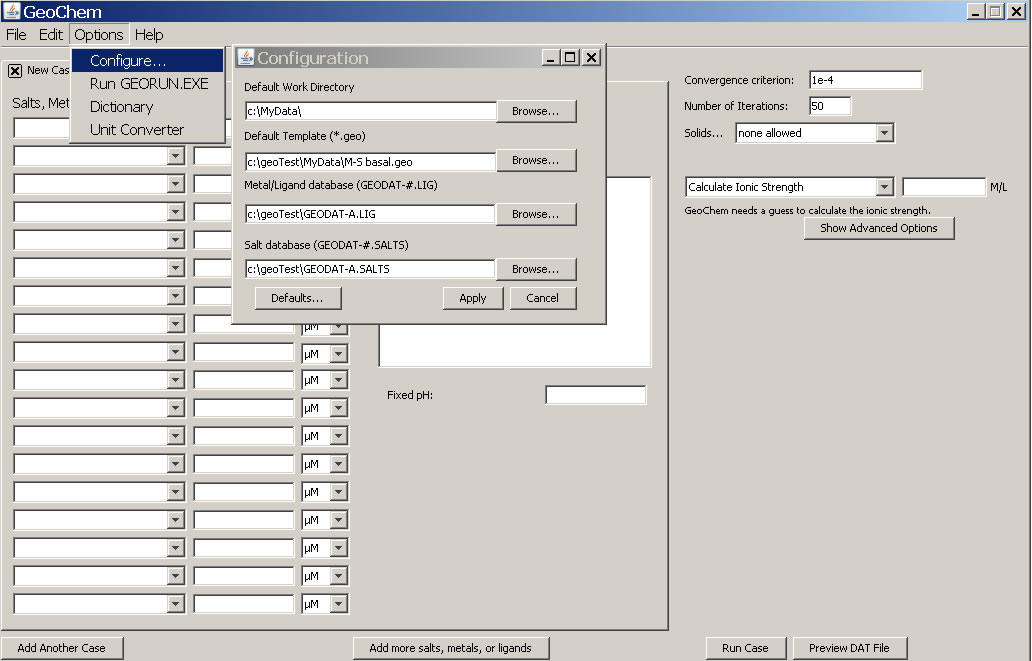 GeoChem
File Edit Options Help
Configure...
Run GEORUN.EXE
Dictionary
Unit Converter
New Cas
Salts, Met
Configuration
Default Work Directory
c:\MyData\ Browse...
Default Template (*.geo)
c:\geoTest\MyData\M-S basal.geo Browse...
Metal/Ligand database (GEODAT-#.LIG)
c:\geoTest\GEODAT-A.LIG Browse...
Salt database (GEODAT-#.SALTS)
c:\geoTest\GEODAT-A.SALTS Browse...
Defaults... Apply Cancel
Convergence criterion: 1e-4
Number of Iterations: 50
Solids... none allowed
Calculate Ionic Strength M/L
GeoChem needs a guess to calculate the ionic strength.
Show Advanced Options
µM
µM
µM
µM
µM
µM
µM
µM
µM
µM
µM
Fixed pH:
Add Another Case Add more salts, metals, or ligands Run Case Preview DAT File